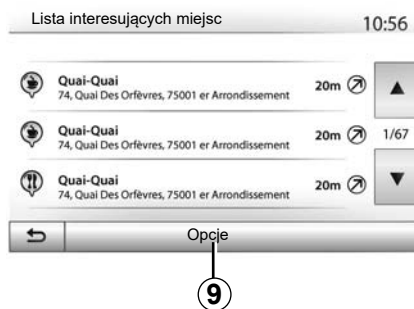 Lista interesujących miejsc 10:56
Quai-Quai
74, Quai Des Orfèvres, 75001 er Arrondissement 20m
Quai-Quai
74, Quai Des Orfèvres, 75001 er Arrondissement 20m
1/67
Quai-Quai
74, Quai Des Orfèvres, 75001 er Arrondissement 20m
Opcje
9